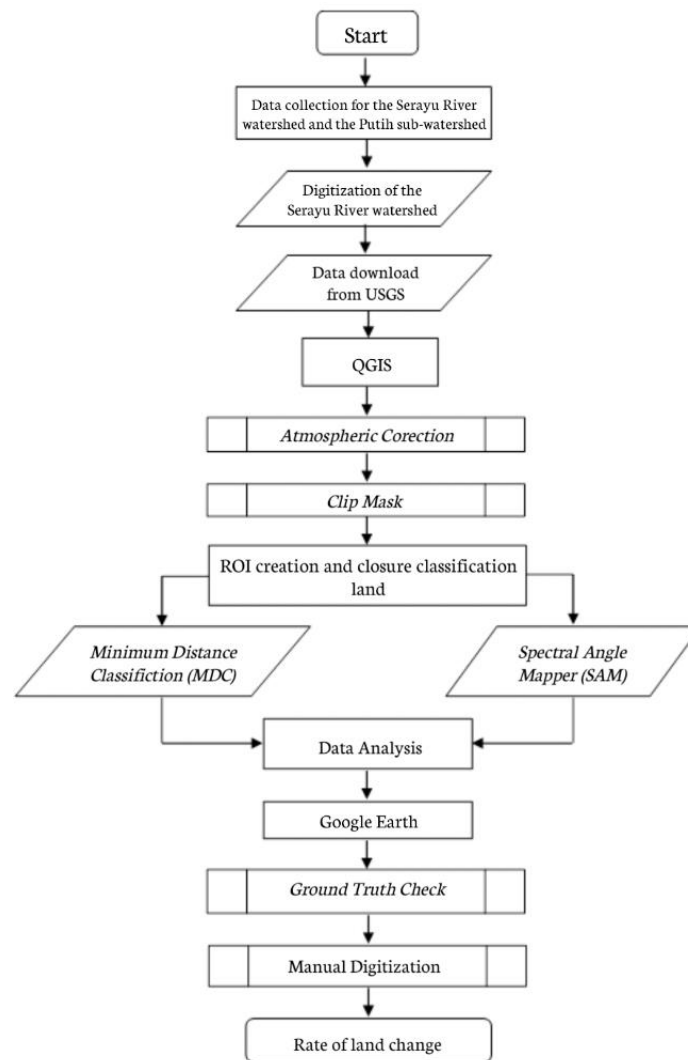 Start
Data collection for the Serayu River
watershed and the Putih sub-watershed
Digitization of the
Serayu River watershed
Data download
from USGS
QGIS
Atmospheric Corection
Clip Mask
ROI creation and closure classification
land
Minimum Distance
Classifiction (MDC)
Spectral Angle
Mapper (SAM)
Data Analysis
Google Earth
Ground Truth Check
Manual Digitization
Rate of land change